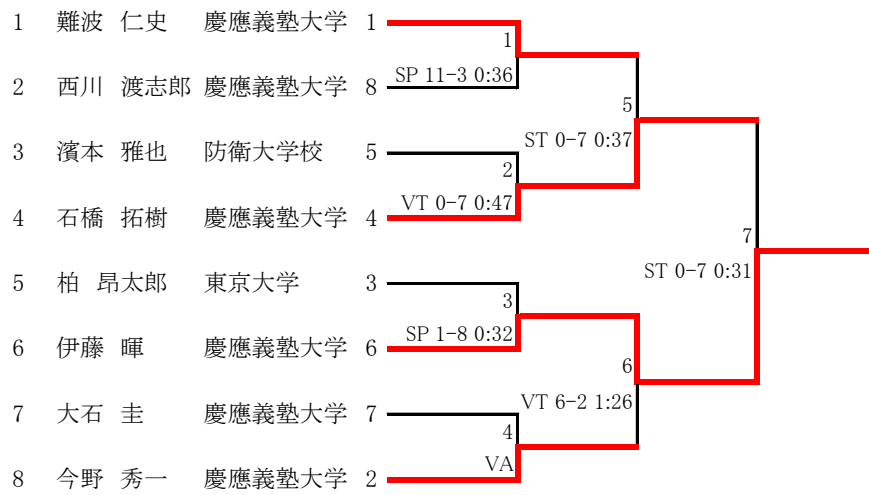 1 難波 仁史 慶應義塾大学 1
1
SP 11-3 0:36
2 西川 渡志郎 慶應義塾大学 8
5
ST 0-7 0:37
3 濱本 雅也 防衛大学校 5
2
VT 0-7 0:47
4 石橋 拓樹 慶應義塾大学 4
7
ST 0-7 0:31
5 柏 昂太郎 東京大学 3
3
SP 1-8 0:32
6 伊藤 暉 慶應義塾大学 6
6
VT 6-2 1:26
7 大石 圭 慶應義塾大学 7
4
VA
8 今野 秀一 慶應義塾大学 2